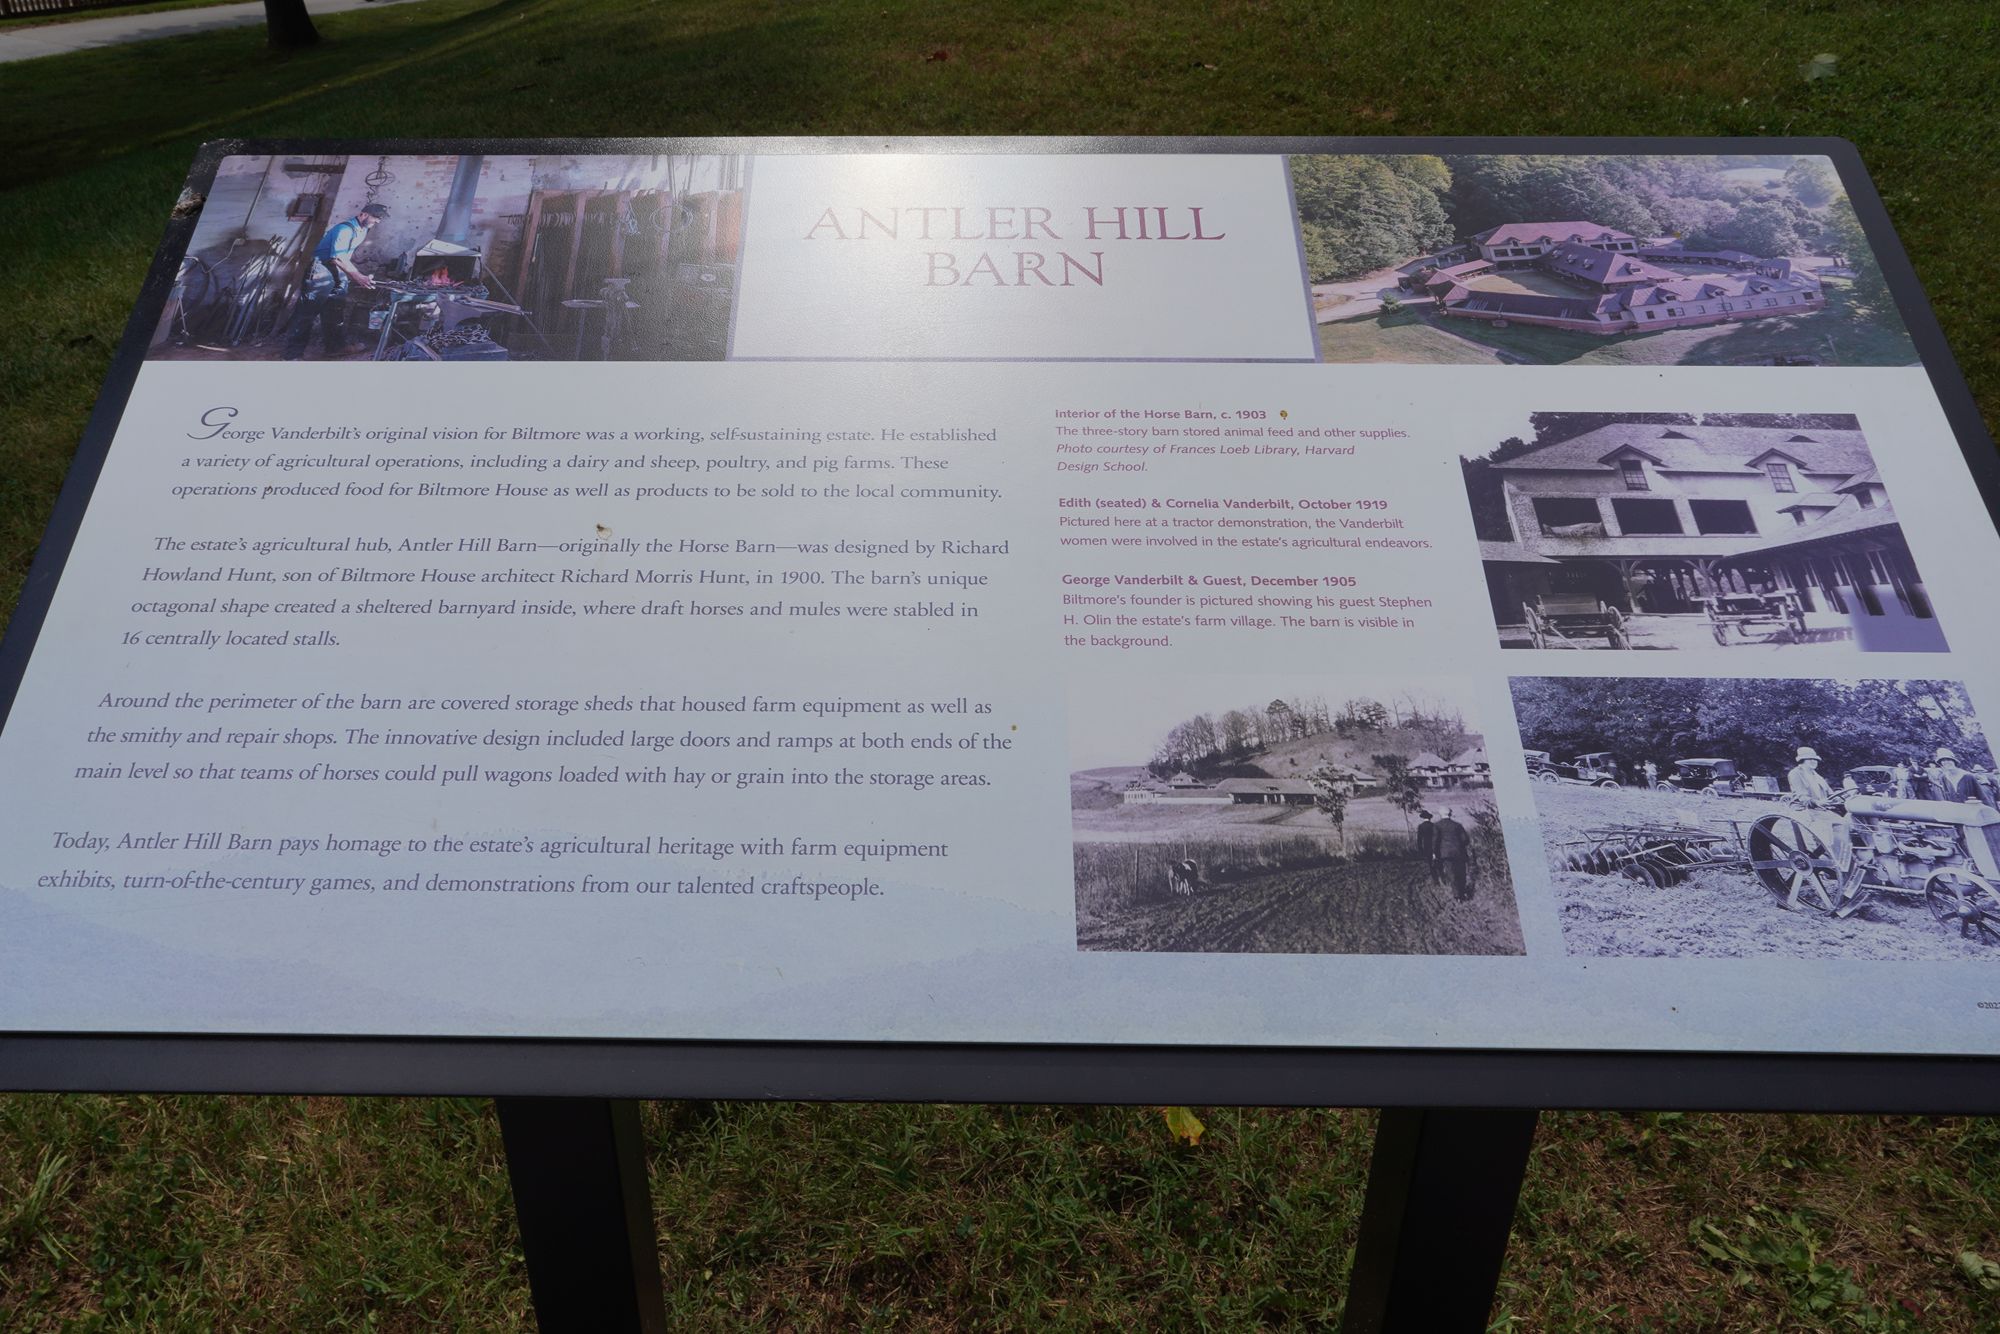 ANTLER HILL
BARN
George Vanderbilt's original vision for Biltmore was a working, self-sustaining estate. He established
a variety of agricultural operations, including a dairy and sheep, poultry, and pig farms. These
operations produced food for Biltmore House as well as products to be sold to the local community.
The estate's agricultural hub, Antler Hill Barn—originally the Horse Barn—was designed by Richard
Howland Hunt, son of Biltmore House architect Richard Morris Hunt, in 1900. The barn's unique
octagonal shape created a sheltered barnyard inside, where draft horses and mules were stabled in
16 centrally located stalls.
Around the perimeter of the barn are covered storage sheds that housed farm equipment as well as
the smithy and repair shops. The innovative design included large doors and ramps at both ends of the
main level so that teams of horses could pull wagons loaded with hay or grain into the storage areas.
Today, Antler Hill Barn pays homage to the estate's agricultural heritage with farm equipment
exhibits, turn-of-the-century games, and demonstrations from our talented craftspeople.
Interior of the Horse Barn, c. 1903
The three-story barn stored animal feed and other supplies.
Photo courtesy of Frances Loeb Library, Harvard
Design School.
Edith (seated) & Cornelia Vanderbilt, October 1919
Pictured here at a tractor demonstration, the Vanderbilt
women were involved in the estate's agricultural endeavors.
George Vanderbilt & Guest, December 1905
Biltmore's founder is pictured showing his guest Stephen
H. Olin the estate's farm village. The barn is visible in
the background.